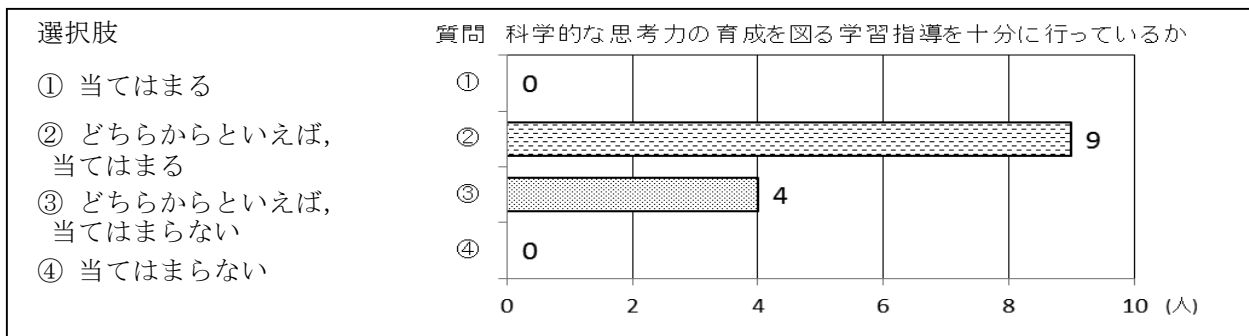 選択肢
① 当てはまる
② どちらからといえば,
当てはまる
③ どちらからといえば,
当てはまらない
④ 当てはまらない
質問 科学的な思考力の育成を図る学習指導を十分に行っているか
① 0
② 9
③ 4
④ 0
0 2 4 6 8 10 (人)